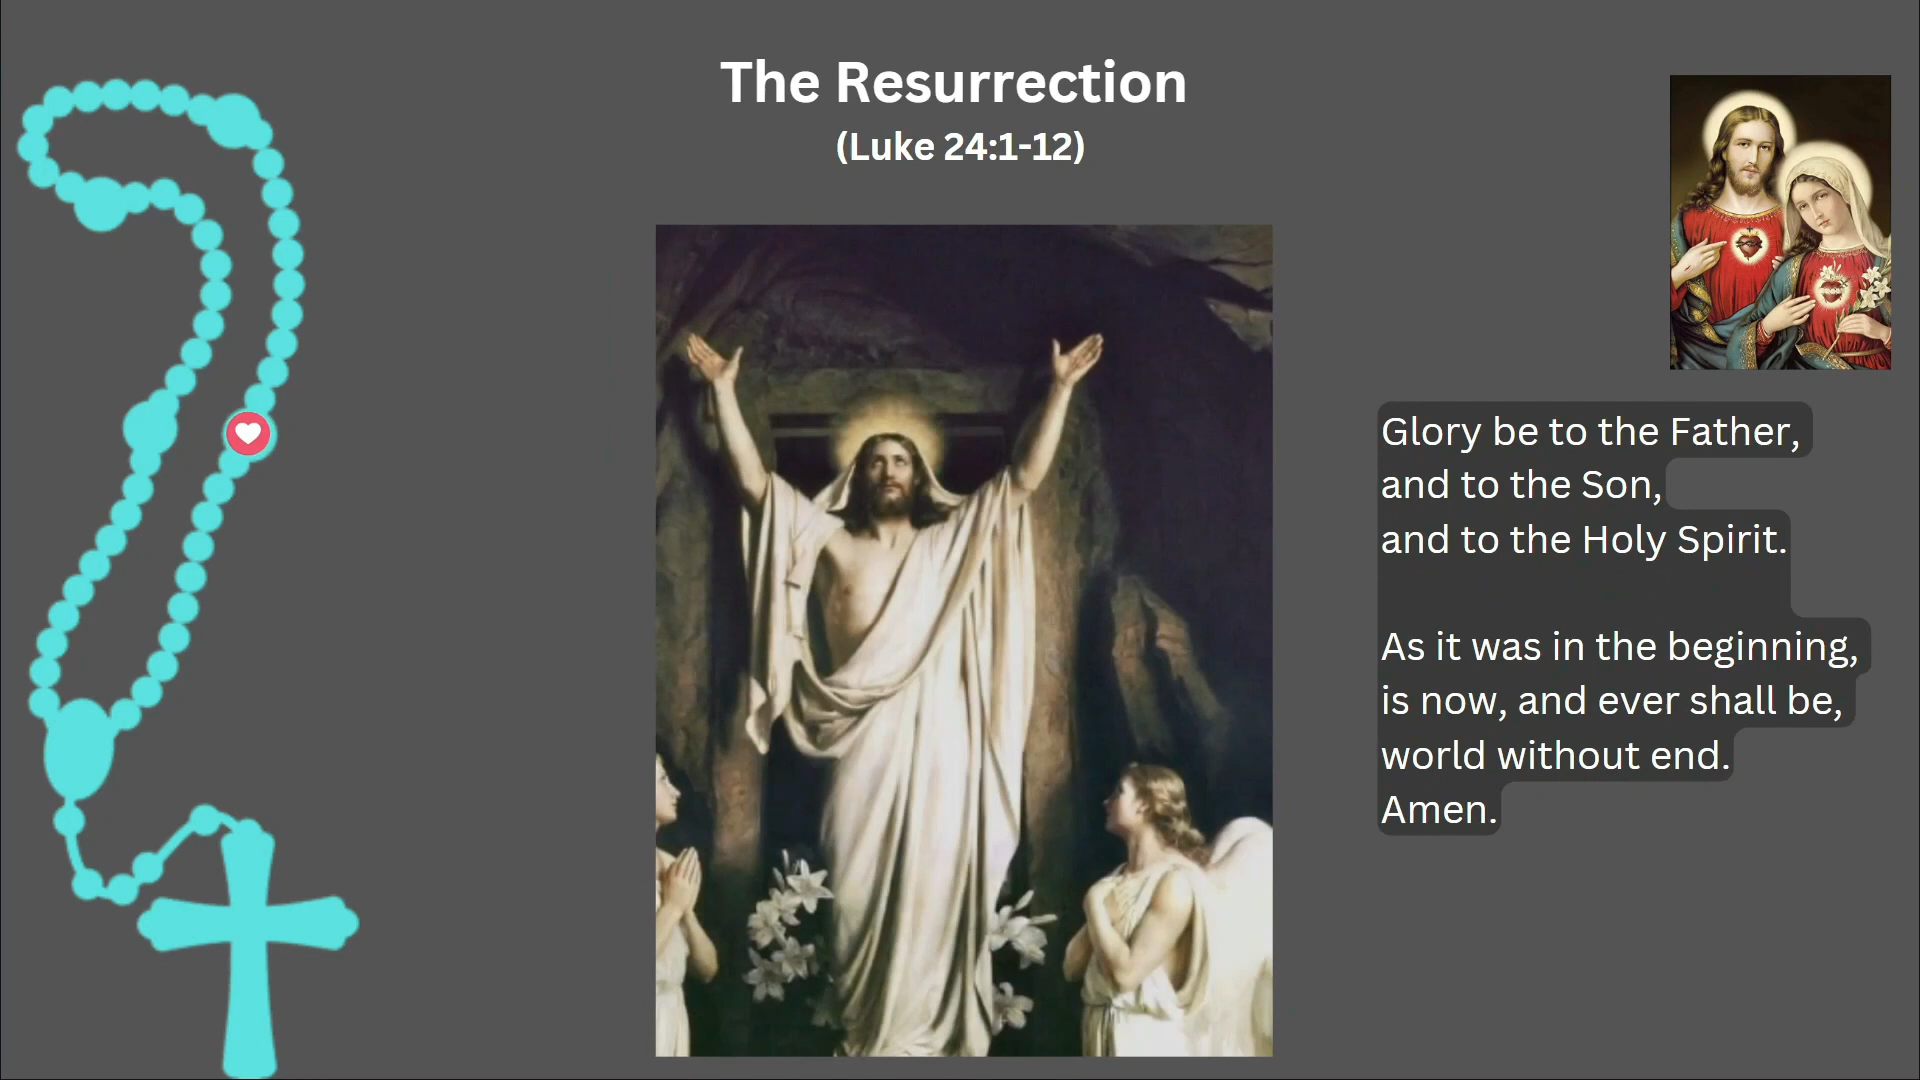 The Resurrection
(Luke 24:1-12)
Glory be to the Father,
and to the Son,
and to the Holy Spirit.
As it was in the beginning,
is now, and ever shall be,
world without end.
Amen.